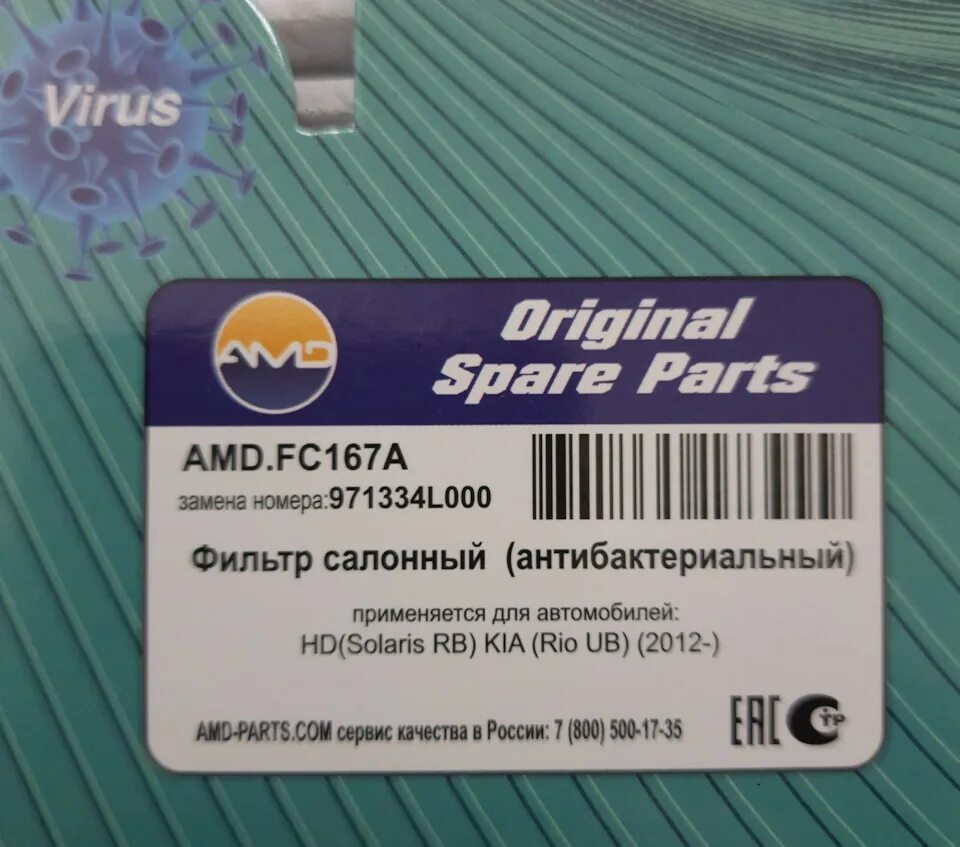 Virus
AMD
Original
Spare Parts
AMD.FC167A
замена номера:971334L000
Фильтр салонный (антибактериальный)
применяется для автомобилей:
HD(Solaris RB) KIA (Rio UB) (2012-)
AMD-PARTS.COM сервис качества в России: 7 (800) 500-17-35
EAC
СТР